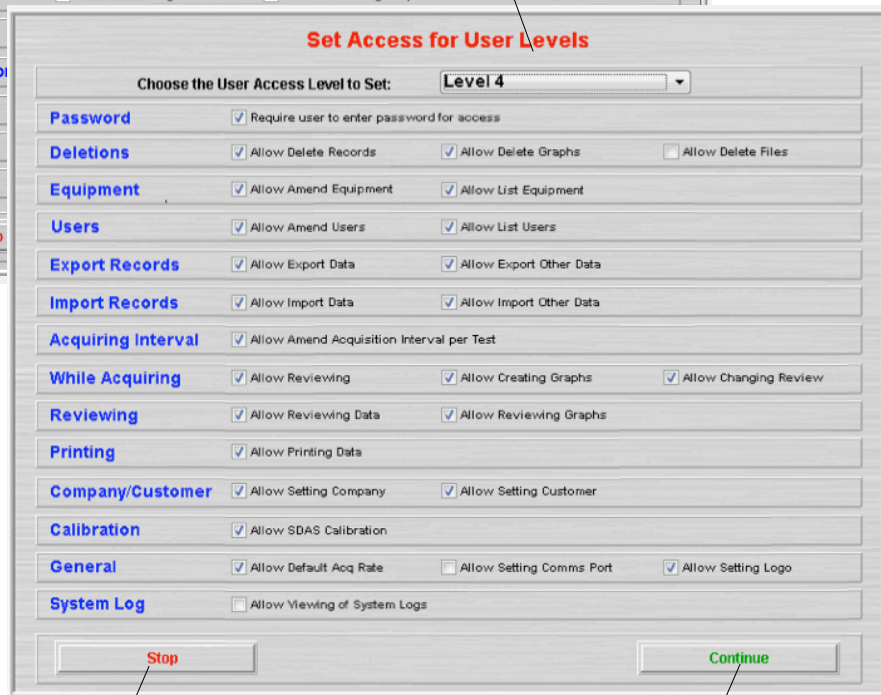 Set Access for User Levels
Choose the User Access Level to Set: Level 4
Password Require user to enter password for access
Deletions Allow Delete Records Allow Delete Graphs Allow Delete Files
Equipment Allow Amend Equipment Allow List Equipment
Users Allow Amend Users Allow List Users
Export Records Allow Export Data Allow Export Other Data
Import Records Allow Import Data Allow Import Other Data
Acquiring Interval Allow Amend Acquisition Interval per Test
While Acquiring Allow Reviewing Allow Creating Graphs Allow Changing Review
Reviewing Allow Reviewing Data Allow Reviewing Graphs
Printing Allow Printing Data
Company/Customer Allow Setting Company Allow Setting Customer
Calibration Allow SDAS Calibration
General Allow Default Acq Rate Allow Setting Comms Port Allow Setting Logo
System Log Allow Viewing of System Logs
Stop Continue